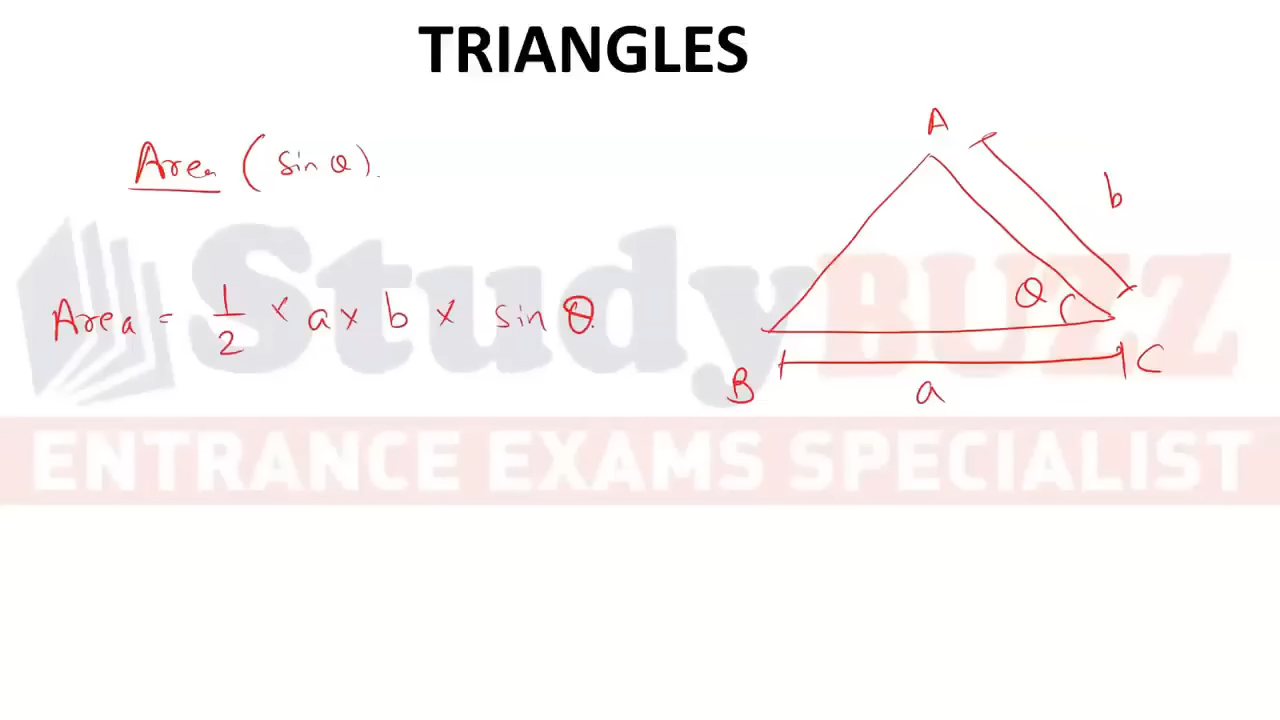 TRIANGLES
Area (sin θ).
A
b
StudyBUZZ
Area = 1/2 × a × b × sin θ.
θ
B
a
C
ENTRANCE EXAMS SPECIALIST